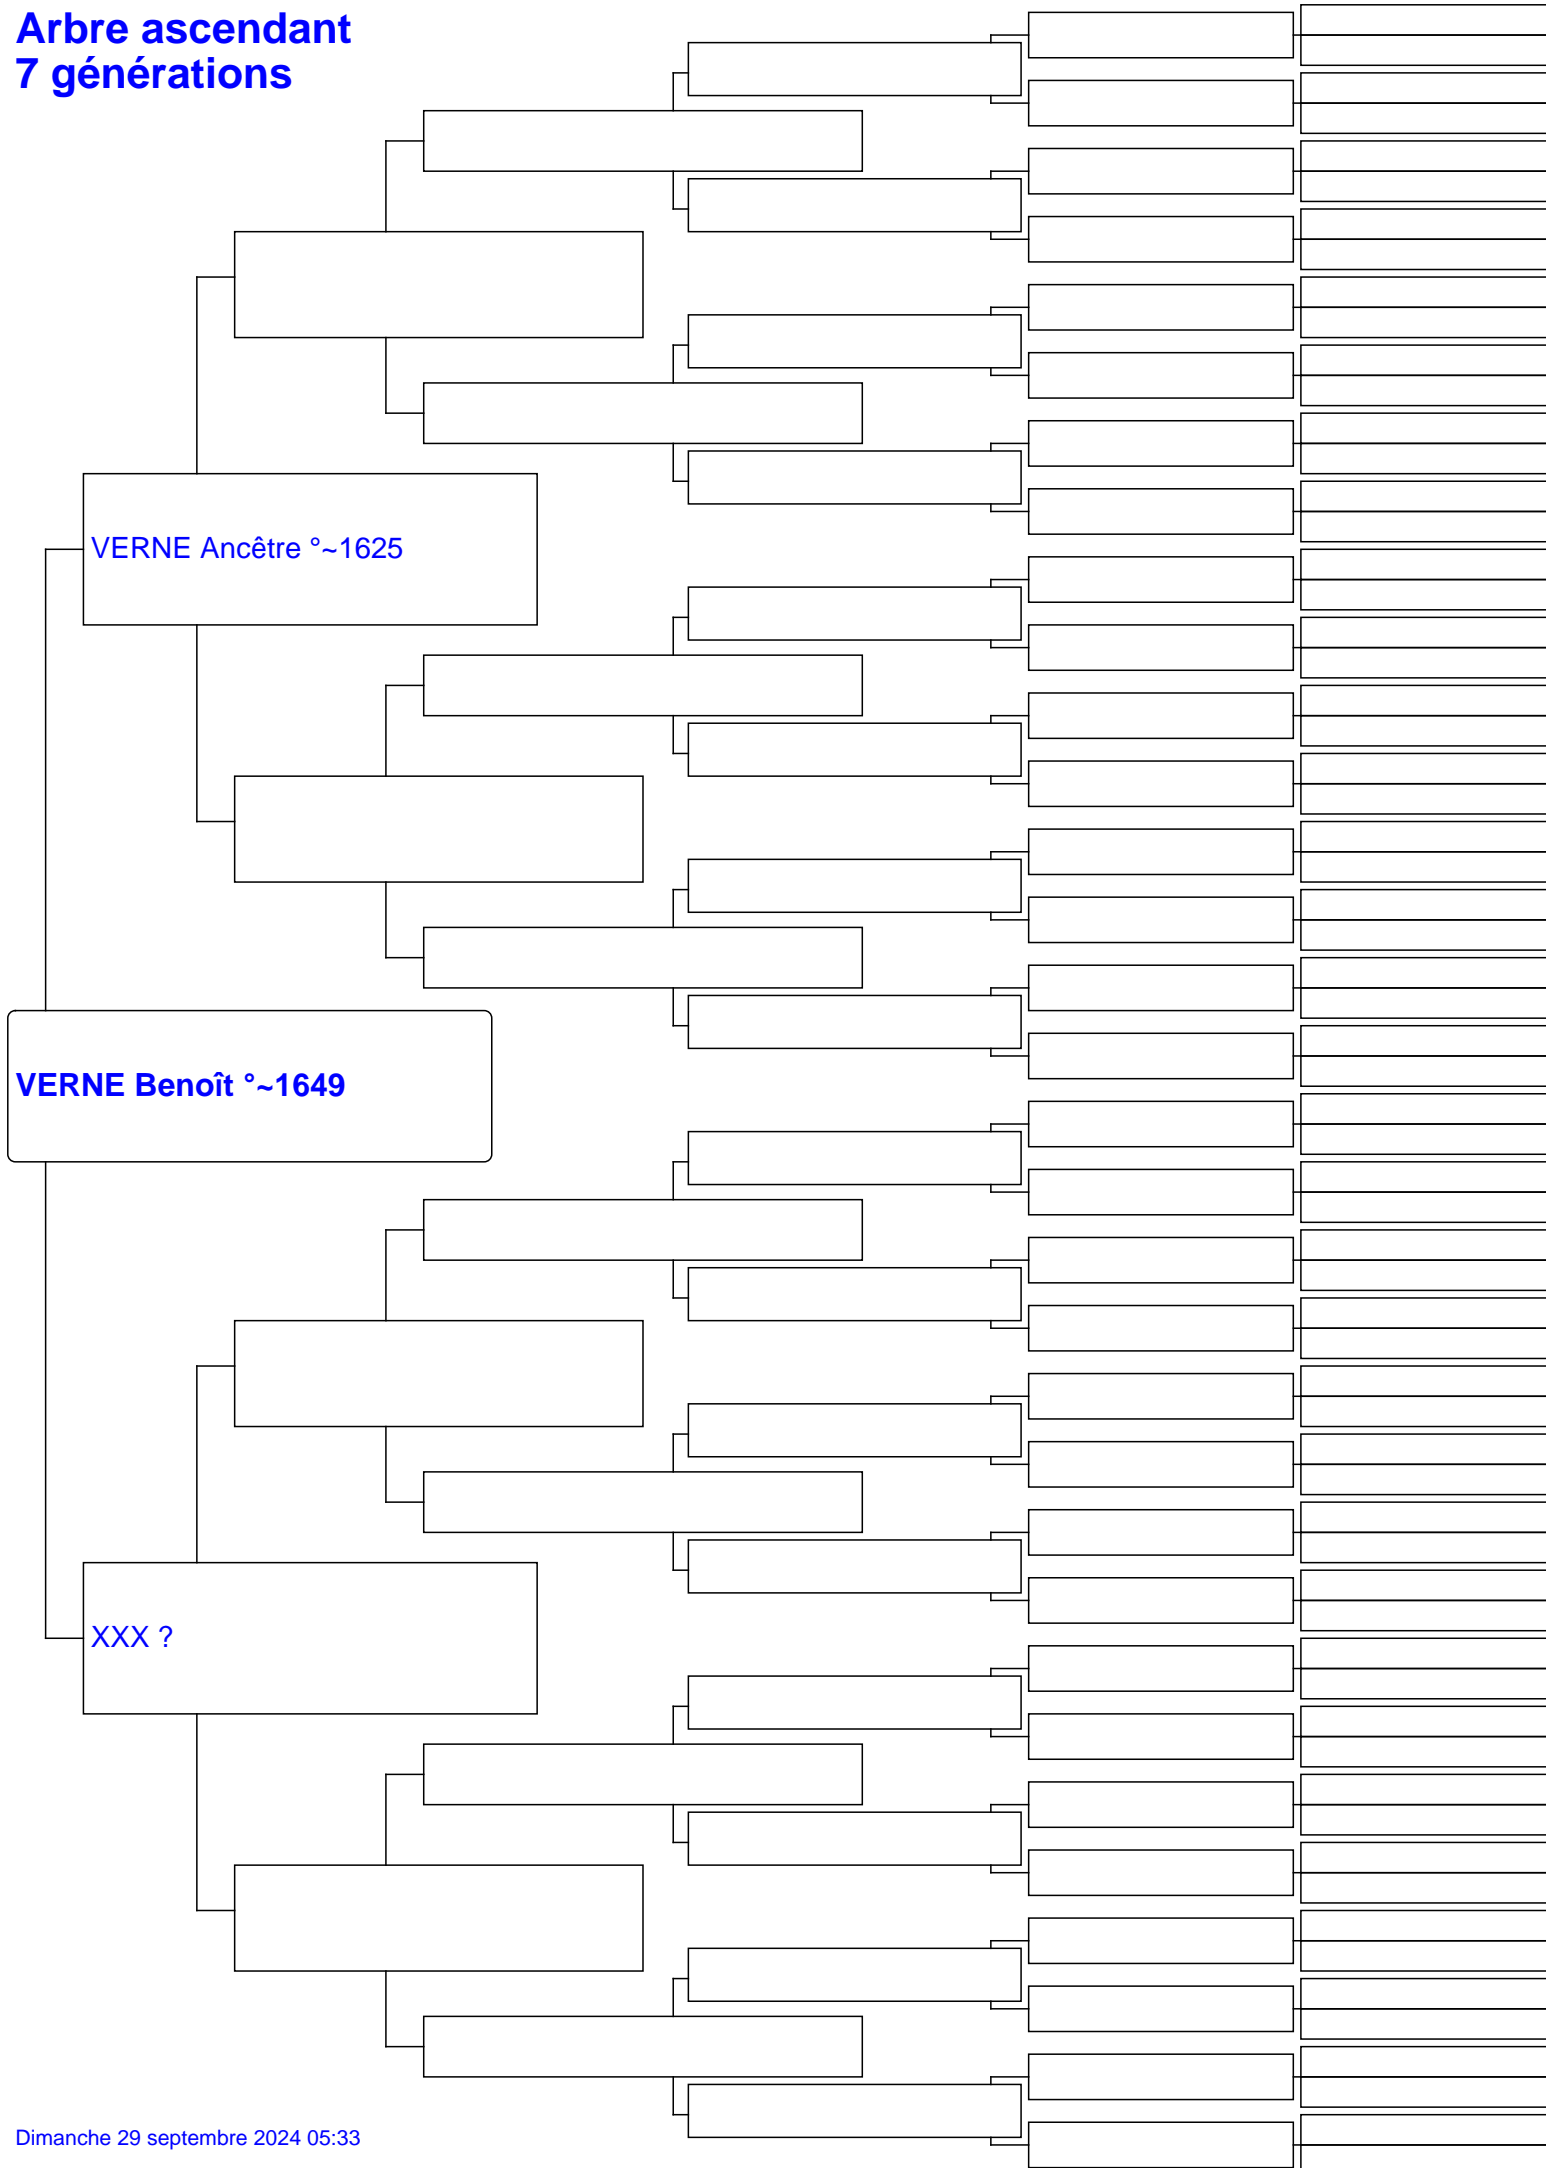 Arbre ascendant
7 générations
VERNE Ancêtre °~1625
VERNE Benoît °~1649
XXX ?
Dimanche 29 septembre 2024 05:33